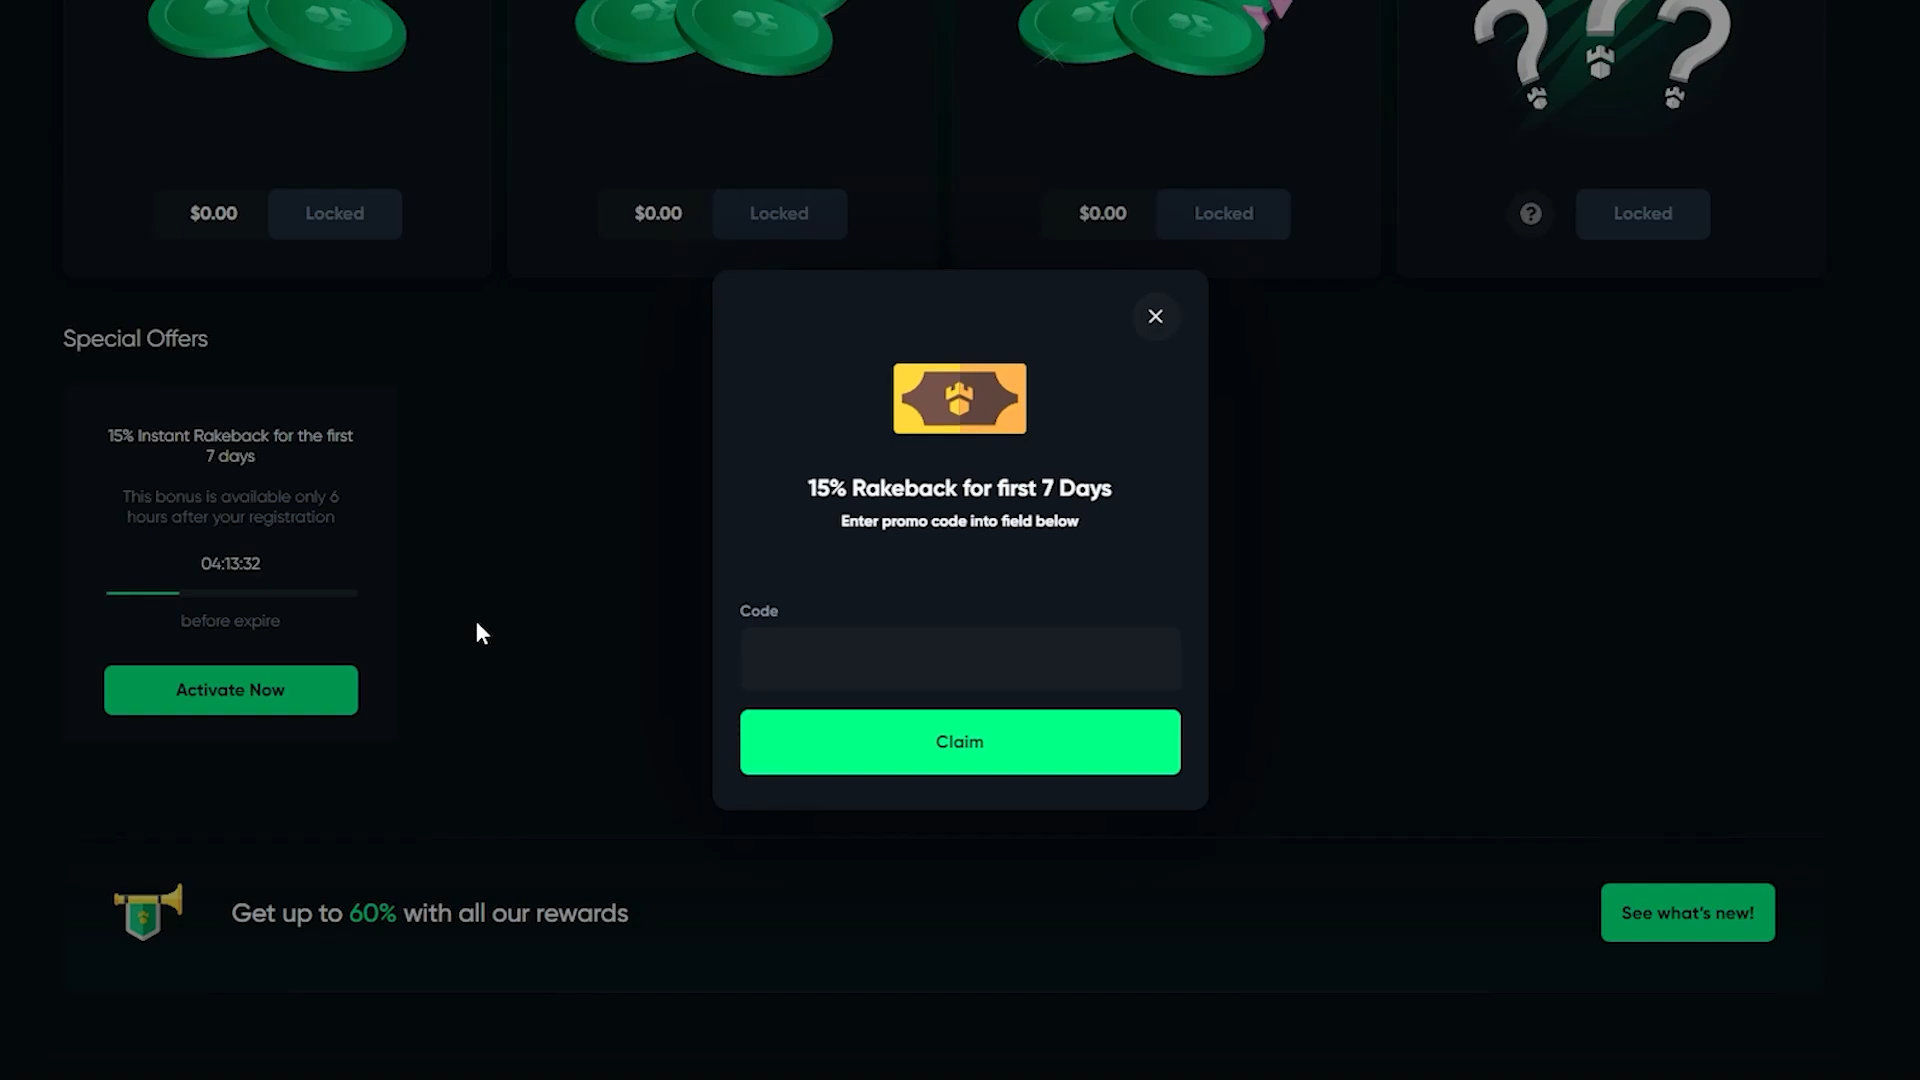 $0.00 Locked $0.00 Locked $0.00 Locked ? Locked
Special Offers
15% Instant Rakeback for the first
7 days
This bonus is available only 6
hours after your registration
04:13:32
before expire
Activate Now
15% Rakeback for first 7 Days
Enter promo code into field below
Code
Claim
Get up to 60% with all our rewards
See what's new!